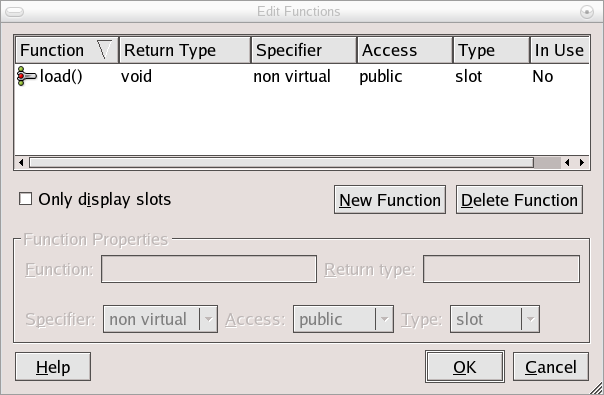 Edit Functions
Function Return Type Specifier Access Type In Use
load() void non virtual public slot No
Only display slots New Function Delete Function
Function Properties
Function: Return type:
Specifier: non virtual Access: public Type: slot
Help OK Cancel